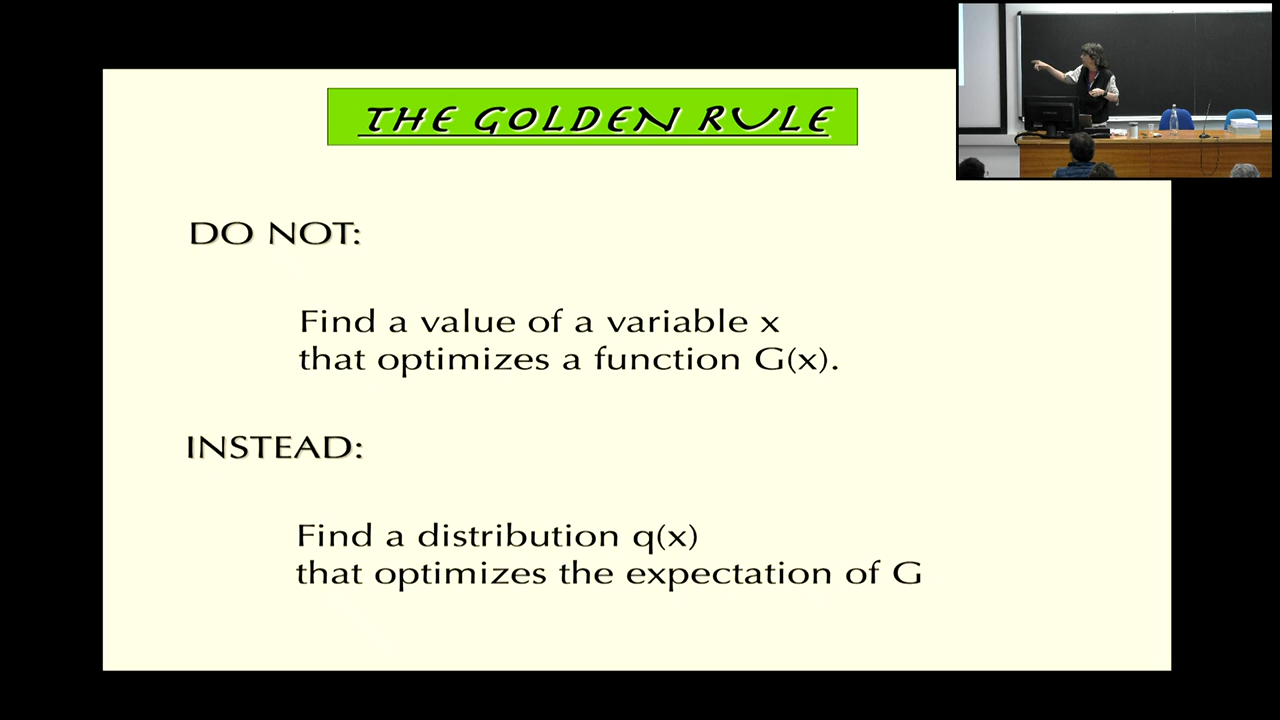 THE GOLDEN RULE
DO NOT:
Find a value of a variable x
that optimizes a function G(x).
INSTEAD:
Find a distribution q(x)
that optimizes the expectation of G